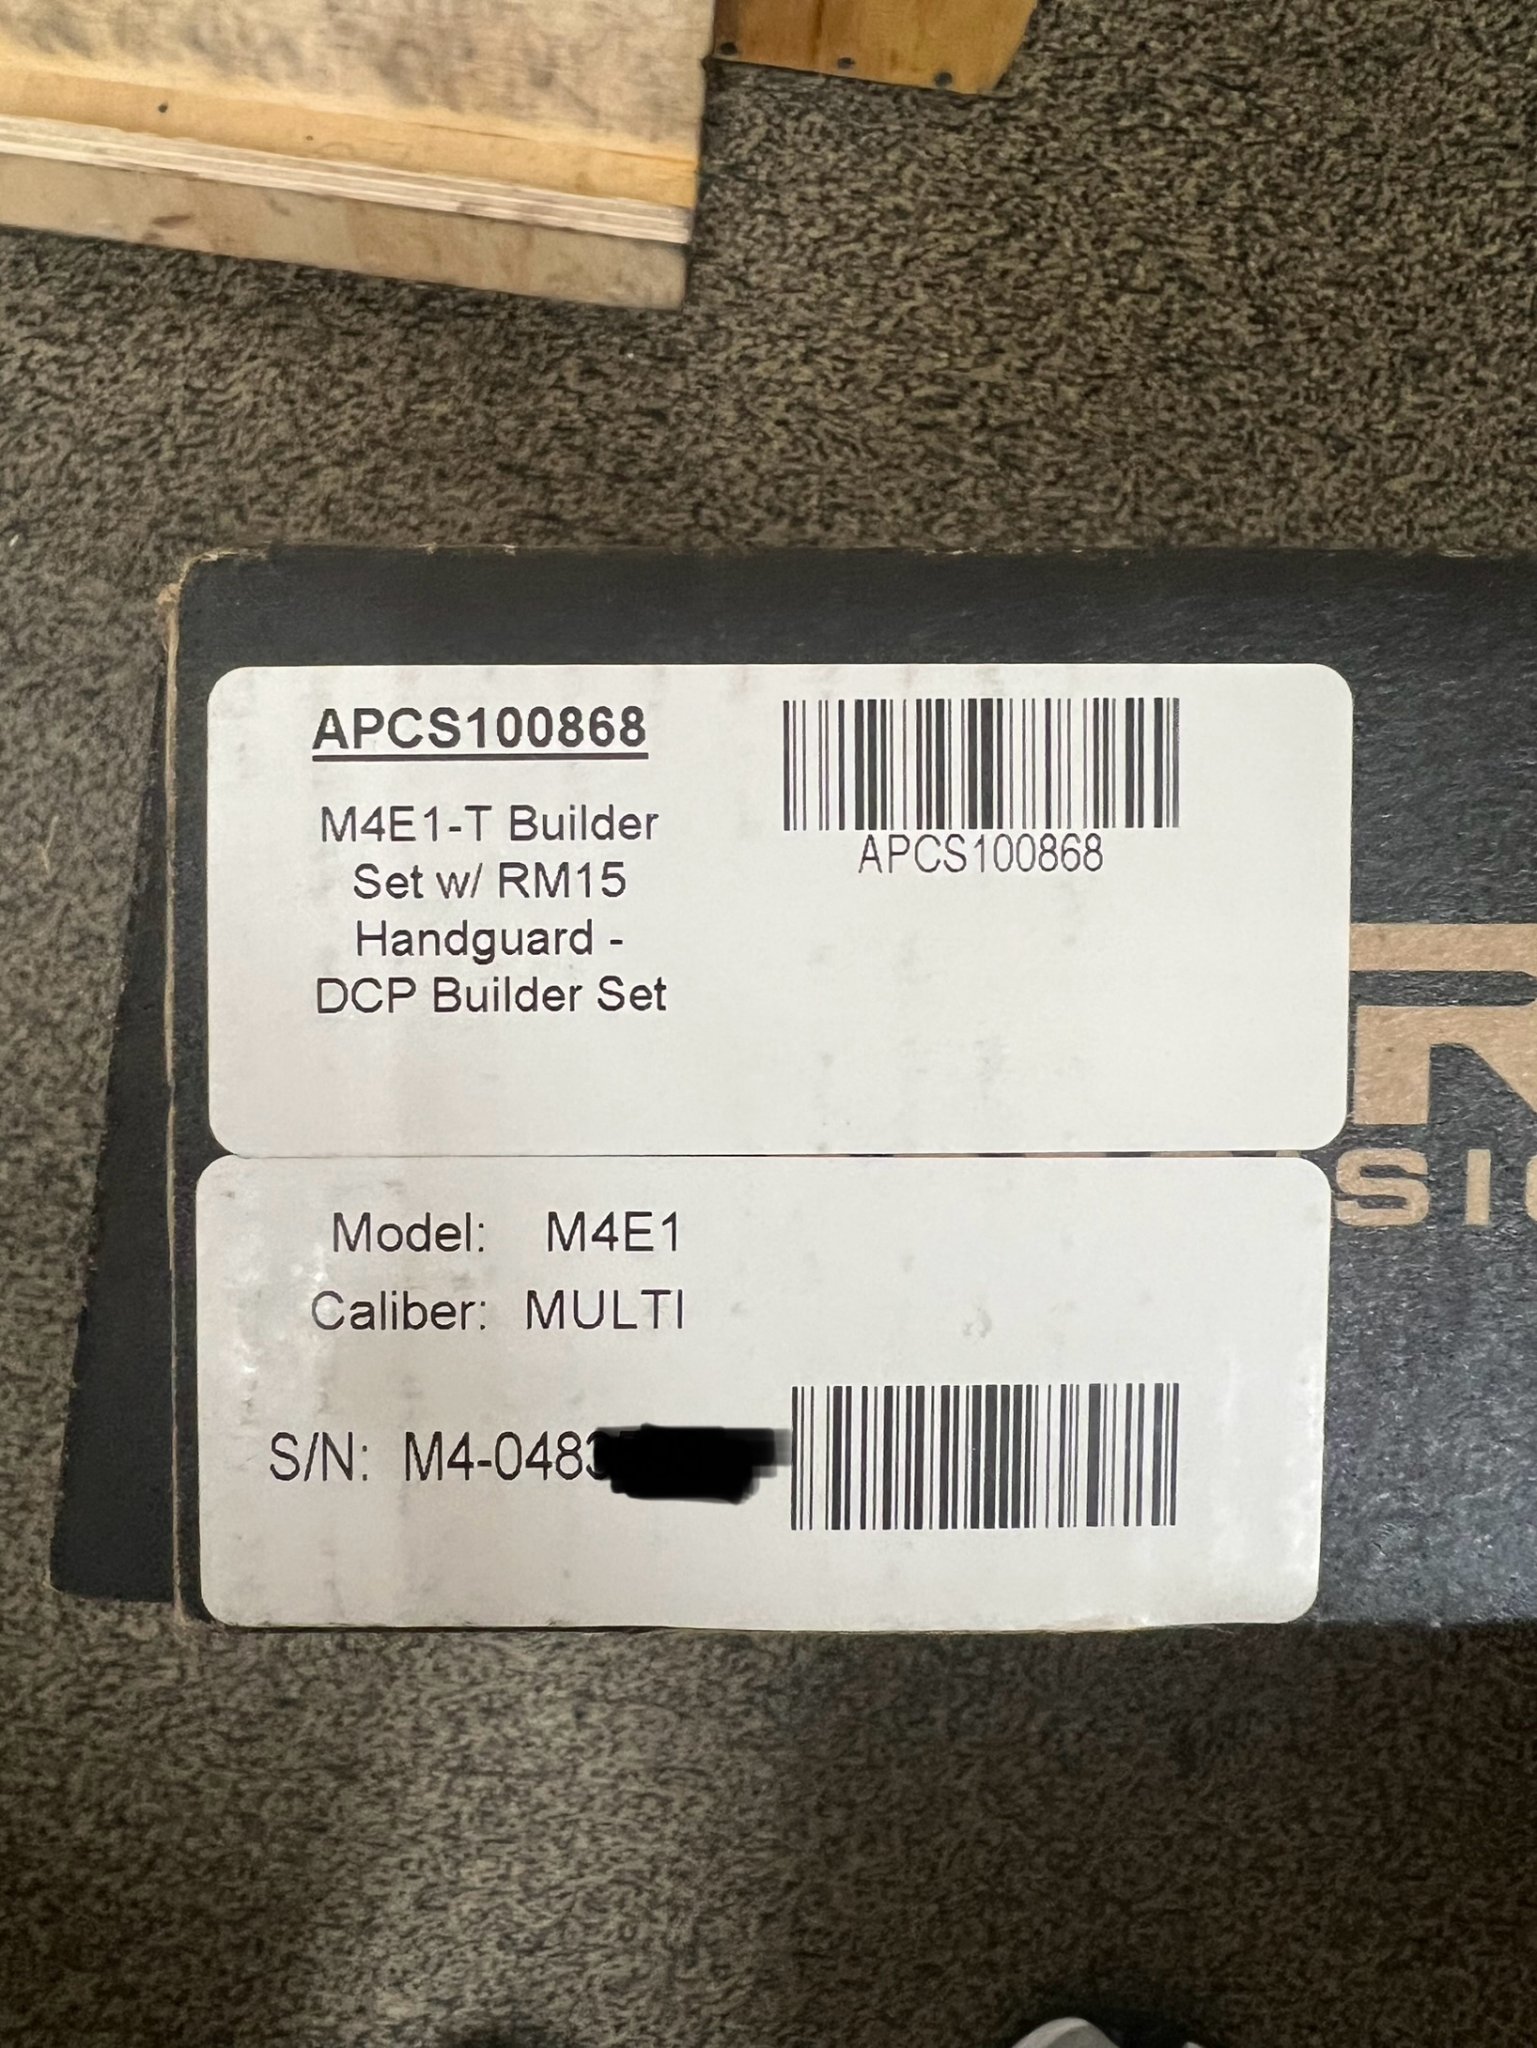 APCS100868
M4E1-T Builder
Set w/ RM15
Handguard -
DCP Builder Set
APCS100868
Model: M4E1
Caliber: MULTI
S/N: M4-048